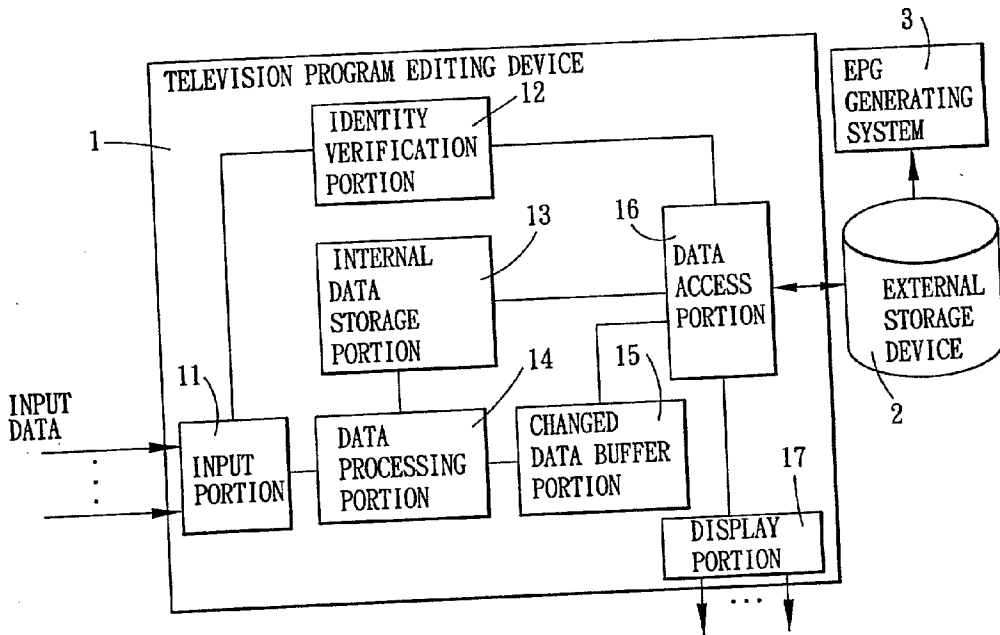 TELEVISION PROGRAM EDITING DEVICE
1
12
IDENTITY
VERIFICATION
PORTION
3
EPG
GENERATING
SYSTEM
13
INTERNAL
DATA
STORAGE
PORTION
16
DATA
ACCESS
PORTION
EXTERNAL
STORAGE
DEVICE
2
INPUT
DATA
11
INPUT
PORTION
14
DATA
PROCESSING
PORTION
15
CHANGED
DATA BUFFER
PORTION
17
DISPLAY
PORTION